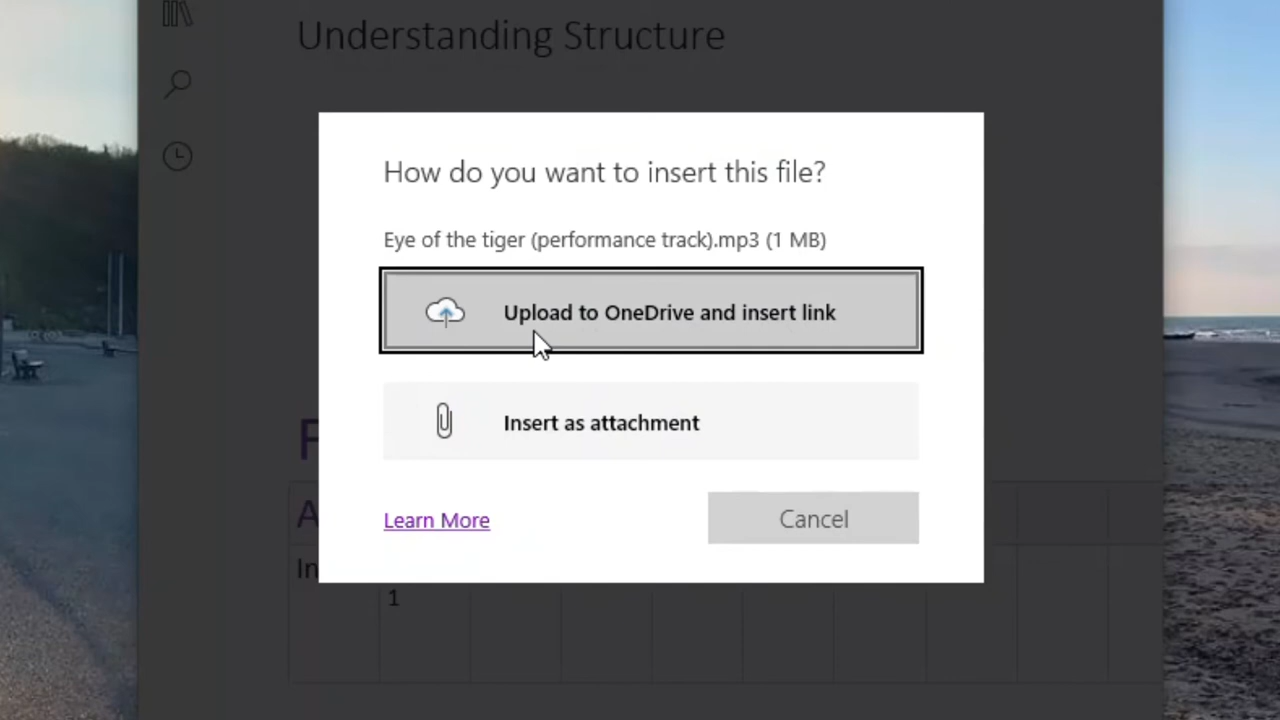 Understanding Structure
How do you want to insert this file?
Eye of the tiger (performance track).mp3 (1 MB)
Upload to OneDrive and insert link
Insert as attachment
Learn More
Cancel
In
1